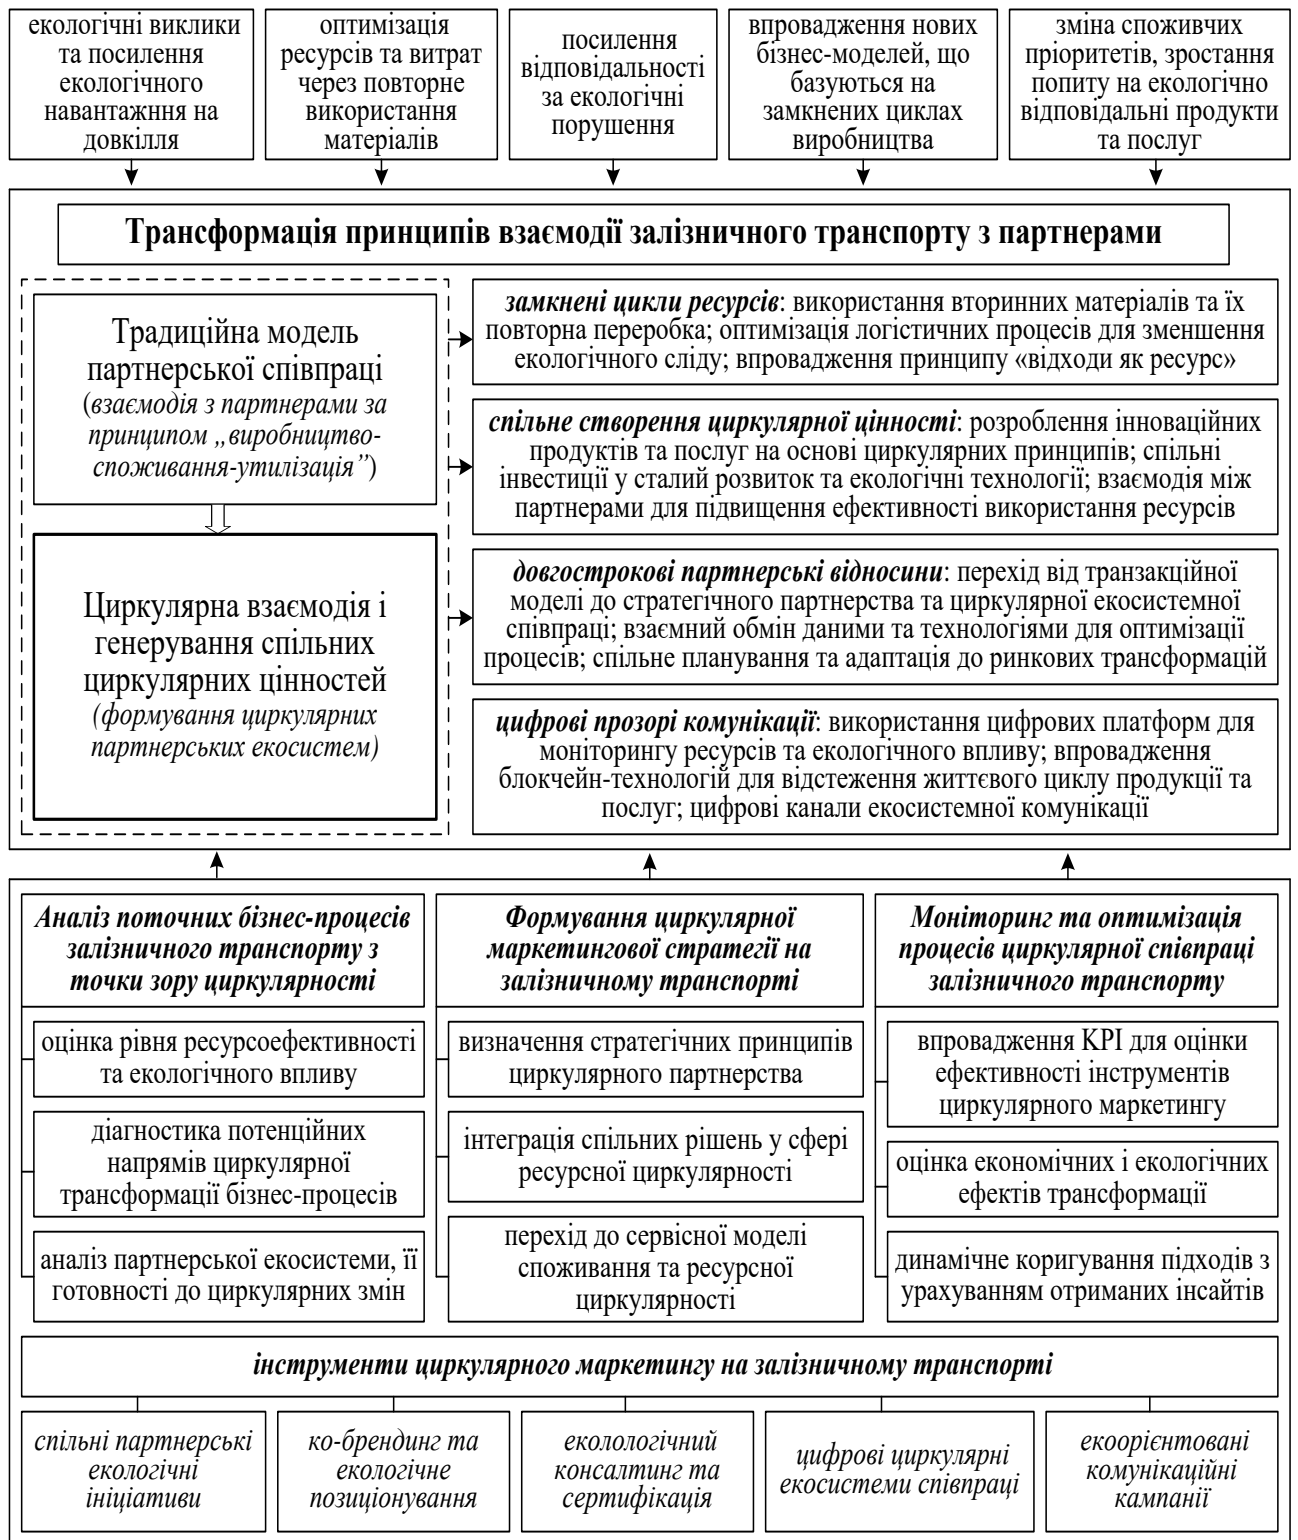 екологічні виклики
та посилення
екологічного
навантажння на
довкілля
оптимізація
ресурсів та витрат
через повторне
використання
матеріалів
посилення
відповідальності
за екологічні
порушення
впровадження нових
бізнес-моделей, що
базуються на
замкнених циклах
виробництва
зміна споживчих
пріоритетів, зростання
попиту на екологічно
відповідальні продукти
та послуг
Трансформація принципів взаємодії залізничного транспорту з партнерами
Традиційна модель
партнерської співпраці
(взаємодія з партнерами за
принципом „виробництво-
споживання-утилізація”)
Циркулярна взаємодія і
генерування спільних
циркулярних цінностей
(формування циркулярних
партнерських екосистем)
замкнені цикли ресурсів: використання вторинних матеріалів та їх
повторна переробка; оптимізація логістичних процесів для зменшення
екологічного сліду; впровадження принципу «відходи як ресурс»
спільне створення циркулярної цінності: розроблення інноваційних
продуктів та послуг на основі циркулярних принципів; спільні
інвестиції у сталий розвиток та екологічні технології; взаємодія між
партнерами для підвищення ефективності використання ресурсів
довгострокові партнерські відносини: перехід від транзакційної
моделі до стратегічного партнерства та циркулярної екосистемної
співпраці; взаємний обмін даними та технологіями для оптимізації
процесів; спільне планування та адаптація до ринкових трансформацій
цифрові прозорі комунікації: використання цифрових платформ для
моніторингу ресурсів та екологічного впливу; впровадження
блокчейн-технологій для відстеження життєвого циклу продукції та
послуг; цифрові канали екосистемної комунікації
Аналіз поточних бізнес-процесів
залізничного транспорту з
точки зору циркулярності
оцінка рівня ресурсоефективності
та екологічного впливу
діагностика потенційних
напрямів циркулярної
трансформації бізнес-процесів
аналіз партнерської екосистеми, її
готовності до циркулярних змін
Формування циркулярної
маркетингової стратегії на
залізничному транспорті
визначення стратегічних принципів
циркулярного партнерства
інтеграція спільних рішень у сфері
ресурсної циркулярності
перехід до сервісної моделі
споживання та ресурсної
циркулярності
Моніторинг та оптимізація
процесів циркулярної співпраці
залізничного транспорту
впровадження KPI для оцінки
ефективності інструментів
циркулярного маркетингу
оцінка економічних і екологічних
ефектів трансформації
динамічне коригування підходів з
урахуванням отриманих інсайтів
інструменти циркулярного маркетингу на залізничному транспорті
спільні партнерські
екологічні
ініціативи
ко-брендинг та
екологічне
позиціонування
екологогічний
консалтинг та
сертифікація
цифрові циркулярні
екосистеми співпраці
екоорієнтовані
комунікаційні
кампанії